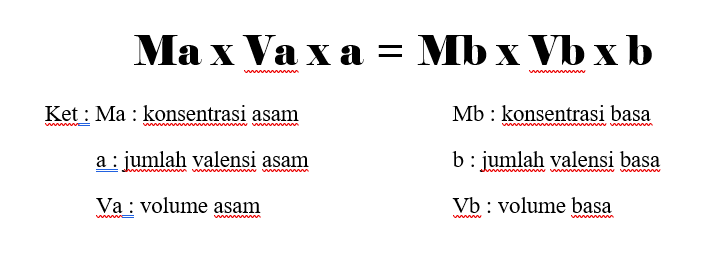 Ma x Va x a = Mb x Vb x b
Ket : Ma : konsentrasi asam
Mb : konsentrasi basa
a : jumlah valensi asam
b : jumlah valensi basa
Va : volume asam
Vb : volume basa